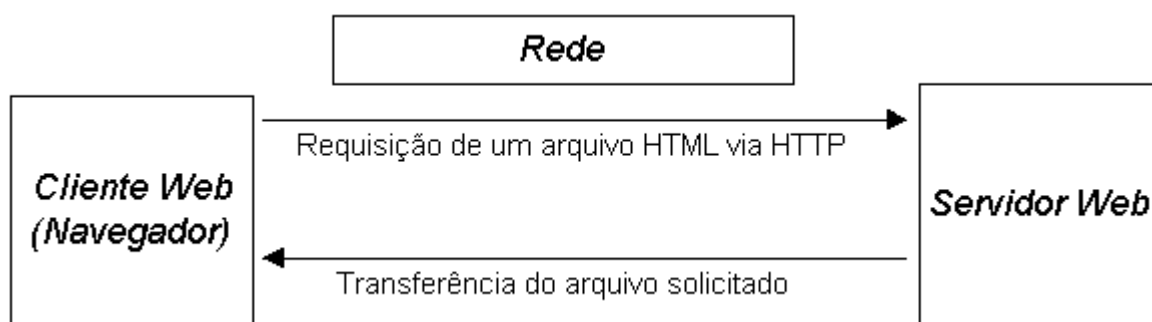 Rede
Requisição de um arquivo HTML via HTTP
Cliente Web
(Navegador)
Servidor Web
Transferência do arquivo solicitado